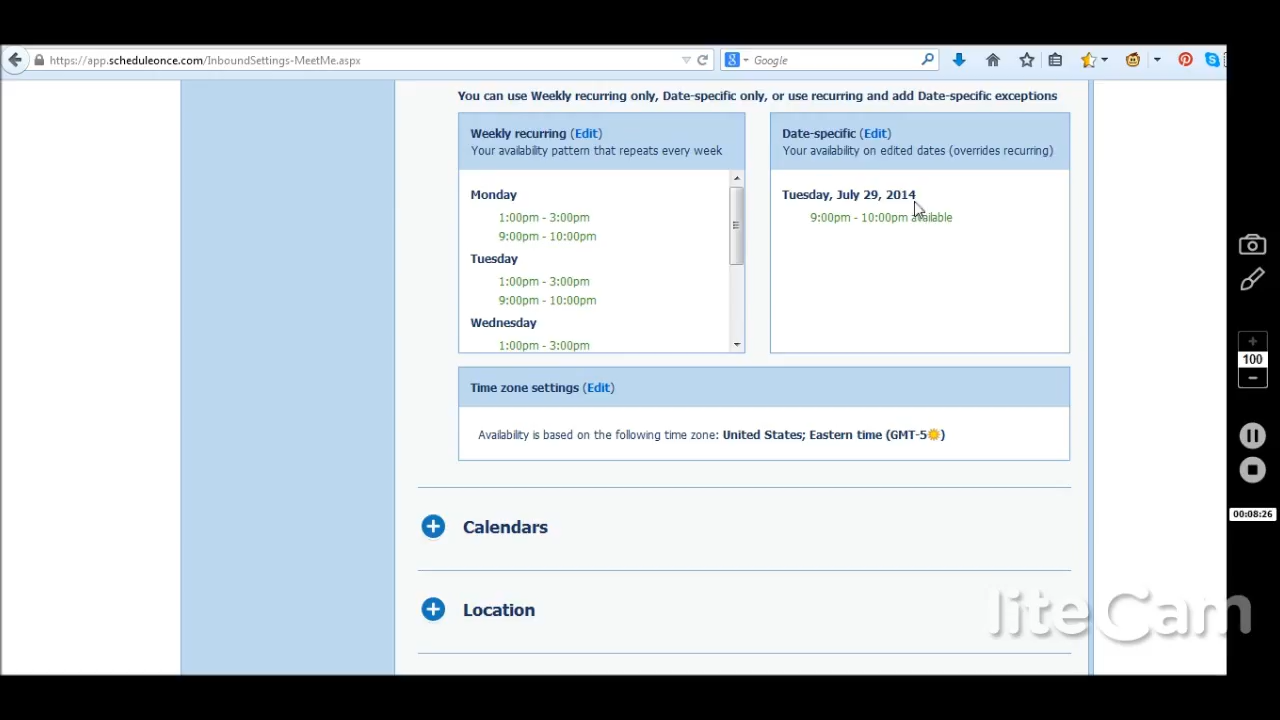 https://app.scheduleonce.com/InboundSettings-MeetMe.aspx
Google
You can use Weekly recurring only, Date-specific only, or use recurring and add Date-specific exceptions
Weekly recurring (Edit)
Your availability pattern that repeats every week
Monday
1:00pm - 3:00pm
9:00pm - 10:00pm
Tuesday
1:00pm - 3:00pm
9:00pm - 10:00pm
Wednesday
1:00pm - 3:00pm
Date-specific (Edit)
Your availability on edited dates (overrides recurring)
Tuesday, July 29, 2014
9:00pm - 10:00pm available
Time zone settings (Edit)
Availability is based on the following time zone: United States; Eastern time (GMT-5)
Calendars
Location
100
00:08:26
liteCam